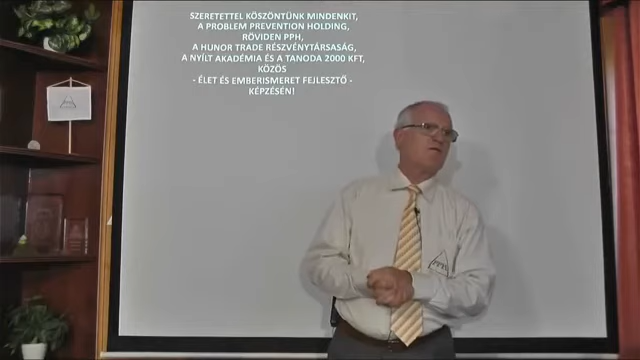 SZERETETTEL KÖSZÖNTÜNK MINDENKIT,
A PROBLEM PREVENTION HOLDING,
RÖVIDEN PPH,
A HUNOR TRADE RÉSZVÉNYTÁRSASÁG,
A NYÍLT AKADÉMIA ÉS A TANODA 2000 KFT,
KÖZÖS
- ÉLET ÉS EMBERISMERET FEJLESZTŐ -
KÉPZÉSÉN!
PPH